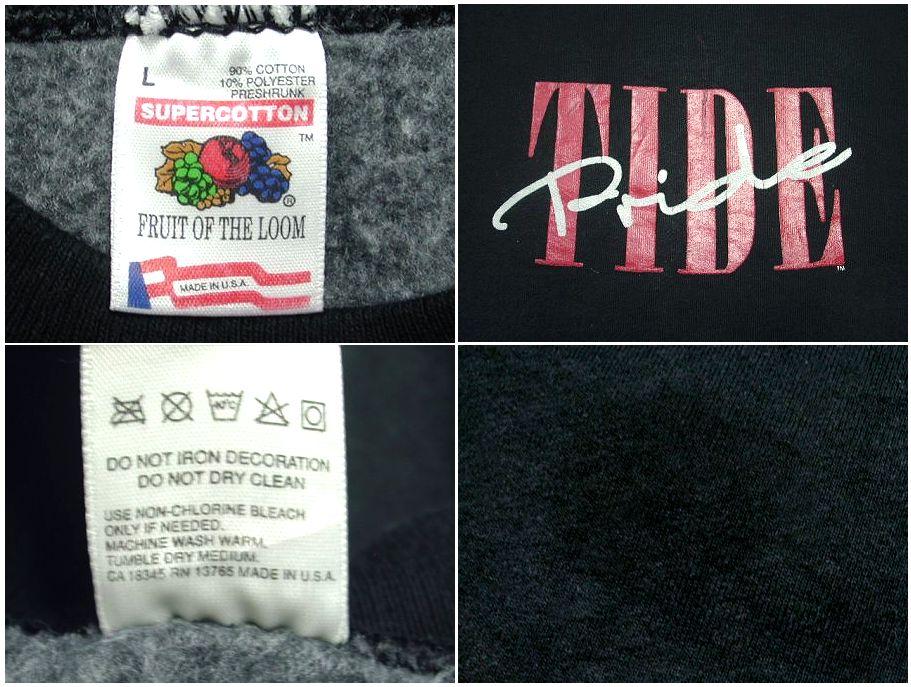 L
90% COTTON
10% POLYESTER
PRESHRUNK
SUPERCOTTON
TM
®
FRUIT OF THE LOOM
MADE IN U.S.A.
TIDE
Pride
TM
40°C
DO NOT IRON DECORATION
DO NOT DRY CLEAN
USE NON-CHLORINE BLEACH
ONLY IF NEEDED.
MACHINE WASH WARM.
TUMBLE DRY MEDIUM.
CA 18345 RN 13765 MADE IN U.S.A.